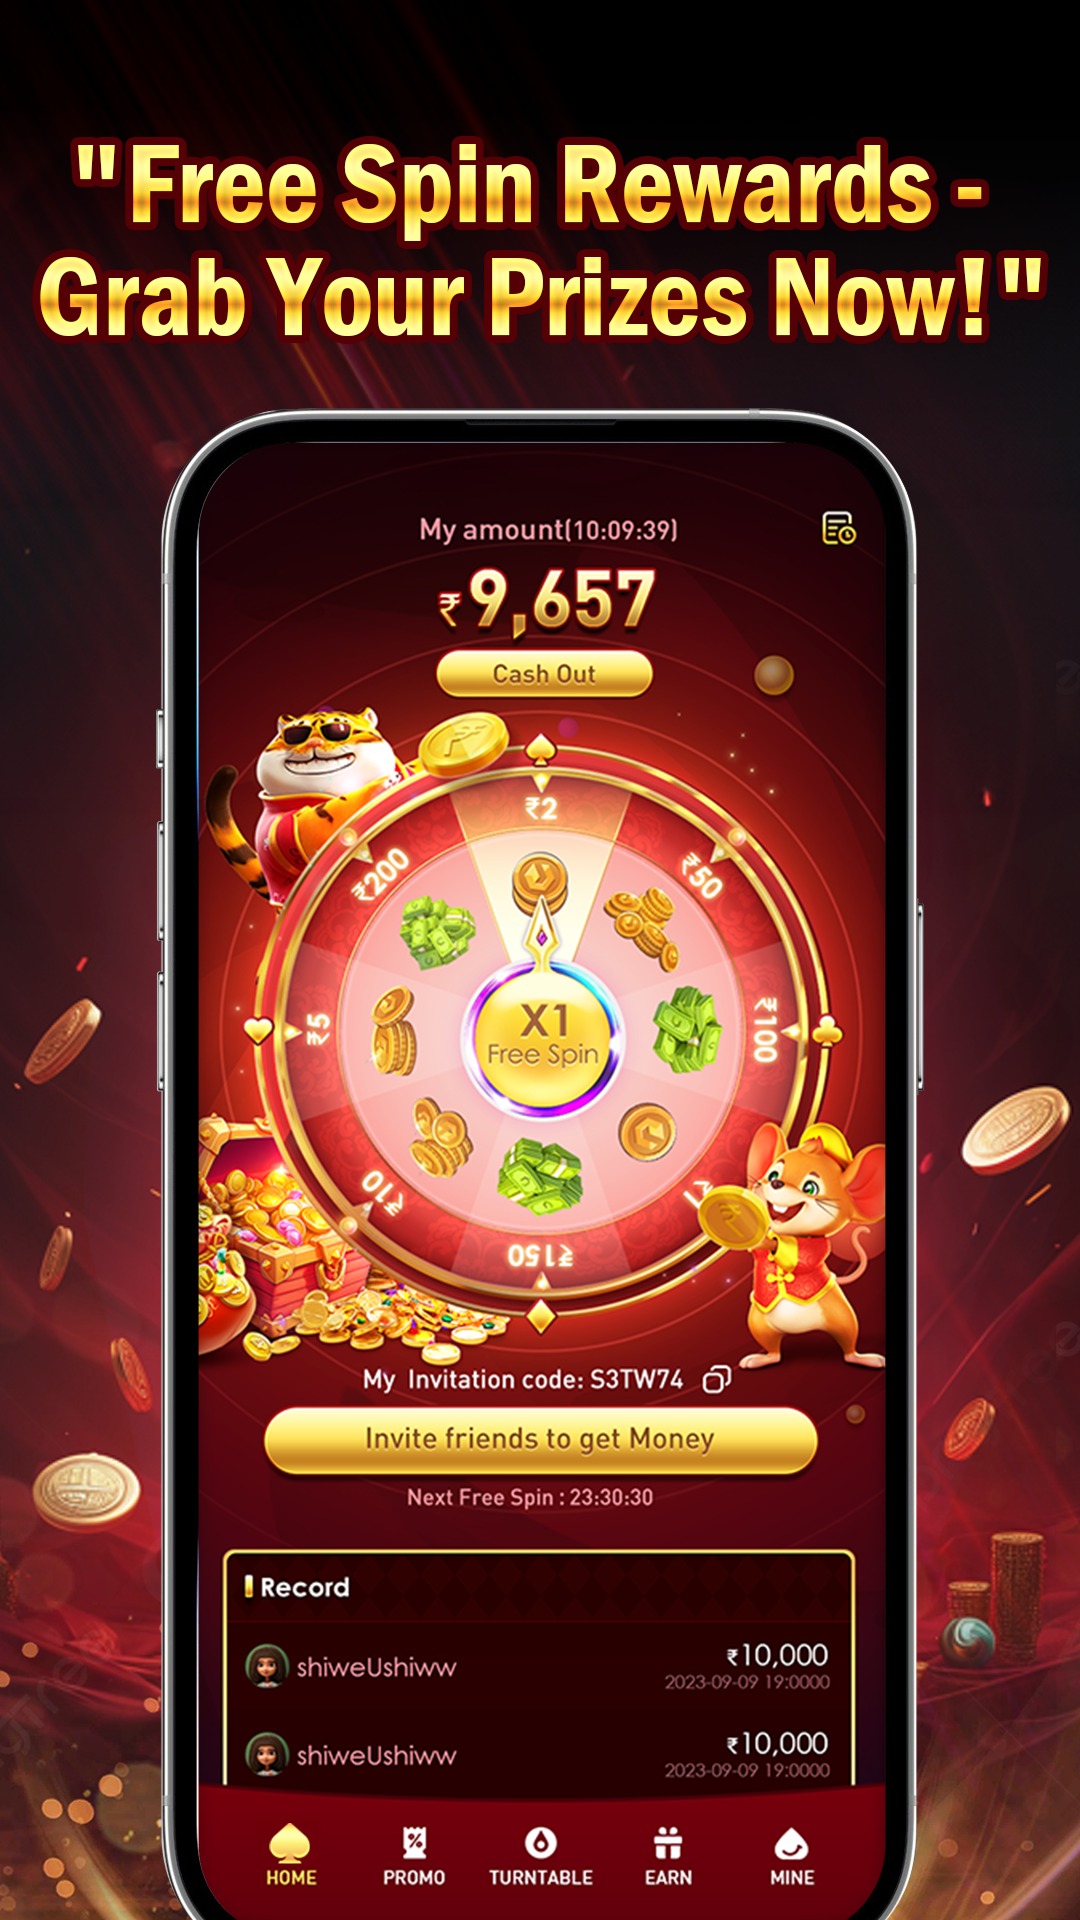 "Free Spin Rewards -
Grab Your Prizes Now!"
My amount(10:09:39)
₹9,657
Cash Out
₹2
₹200
₹50
₹5
₹100
X1
Free Spin
₹10
₹1
₹150
My Invitation code: S3TW74
Invite friends to get Money
Next Free Spin : 23:30:30
Record
shiweUshiww
₹10,000
2023-09-09 19:0000
shiweUshiww
₹10,000
2023-09-09 19:0000
HOME
PROMO
TURNTABLE
EARN
MINE